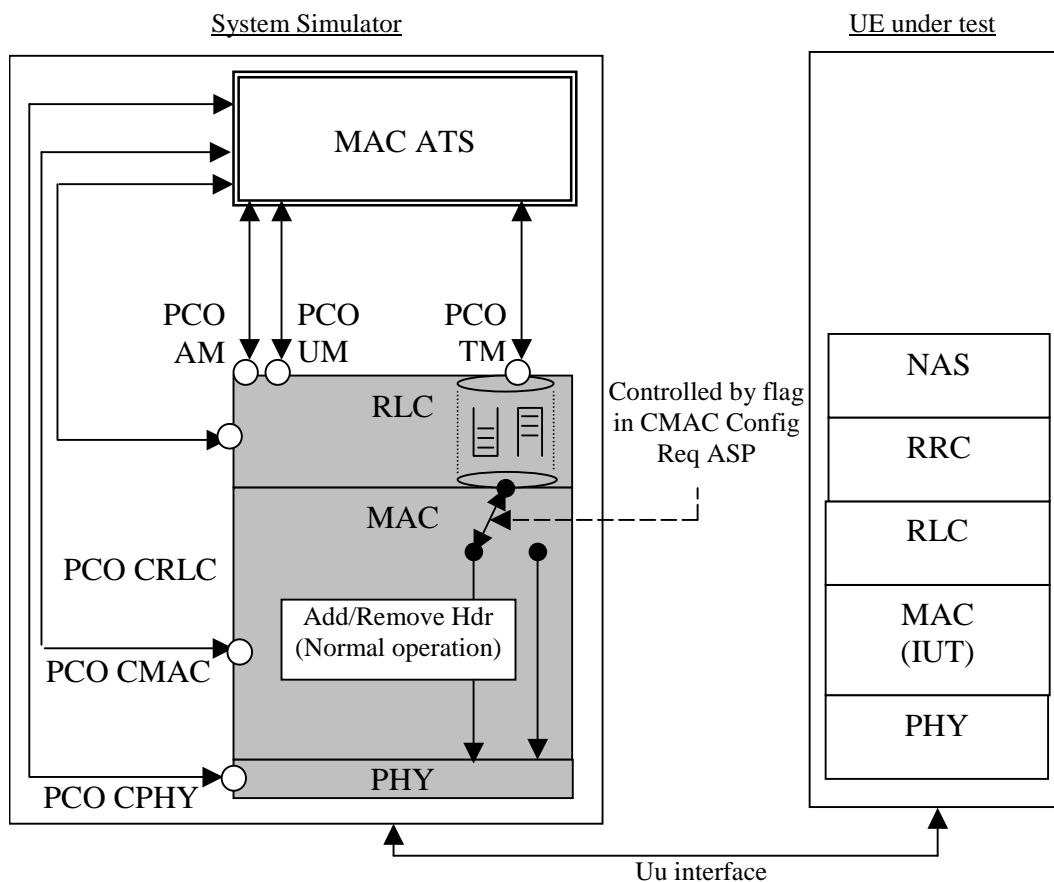 System Simulator
UE under test
MAC ATS
PCO
AM
PCO
UM
PCO
TM
RLC
Controlled by flag
in CMAC Config
Req ASP
MAC
PCO CRLC
Add/Remove Hdr
(Normal operation)
PCO CMAC
PHY
PCO CPHY
NAS
RRC
RLC
MAC
(IUT)
PHY
Uu interface